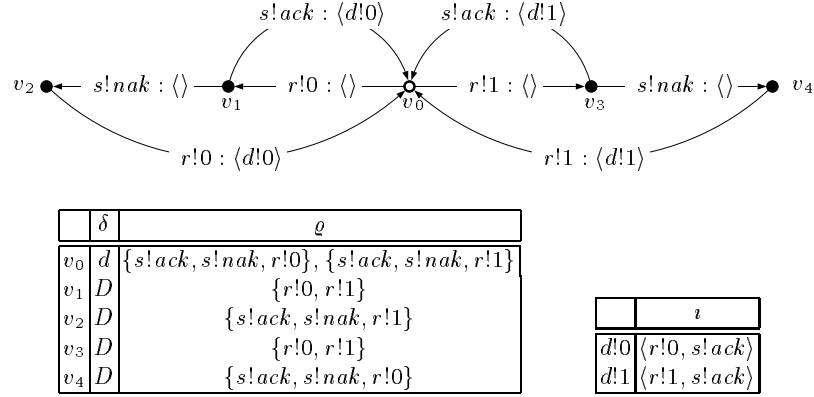 s!ack : ⟨d!0⟩ s!ack : ⟨d!1⟩
v₂ s!nak : ⟨⟩ r!0 : ⟨⟩ r!1 : ⟨⟩ s!nak : ⟨⟩ v₄
v₁ v₀ v₃
r!0 : ⟨d!0⟩ r!1 : ⟨d!1⟩
δ ϱ
v₀ d {s!ack, s!nak, r!0}, {s!ack, s!nak, r!1}
v₁ D {r!0, r!1}
v₂ D {s!ack, s!nak, r!1}
v₃ D {r!0, r!1}
v₄ D {s!ack, s!nak, r!0}
ı
d!0 ⟨r!0, s!ack⟩
d!1 ⟨r!1, s!ack⟩